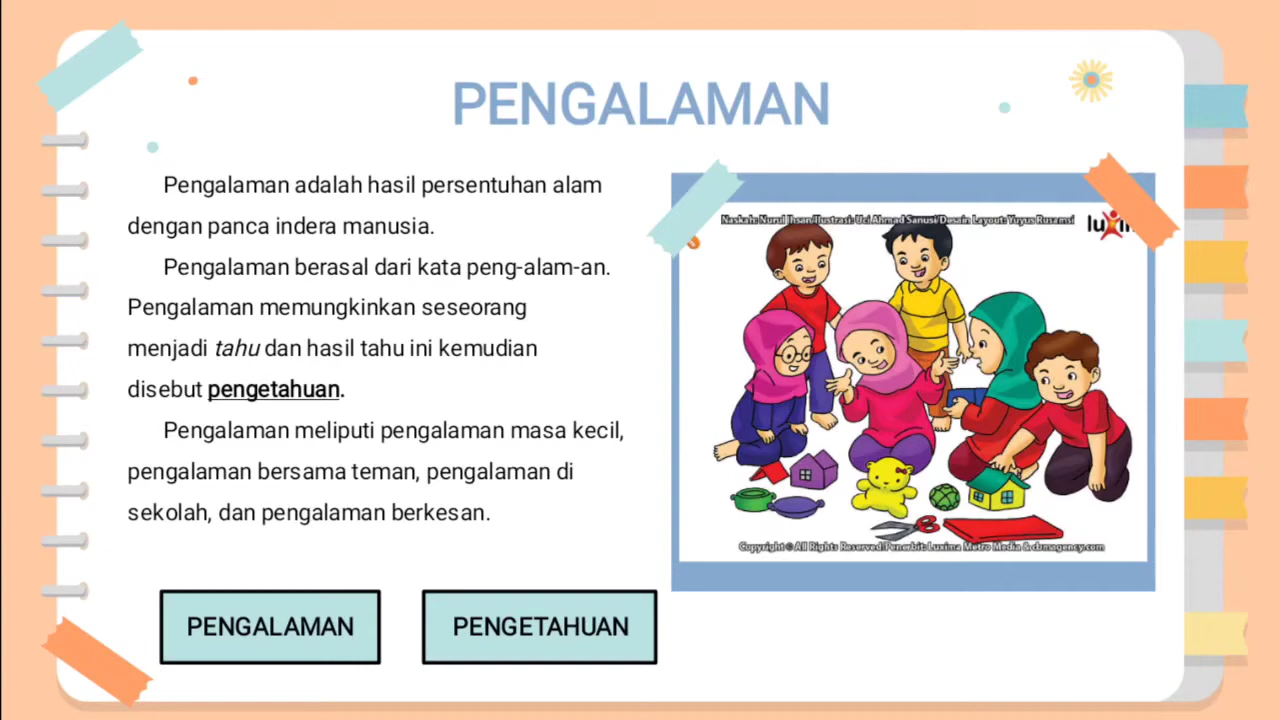 PENGALAMAN
Pengalaman adalah hasil persentuhan alam
dengan panca indera manusia.
Pengalaman berasal dari kata peng-alam-an.
Pengalaman memungkinkan seseorang
menjadi tahu dan hasil tahu ini kemudian
disebut pengetahuan.
Pengalaman meliputi pengalaman masa kecil,
pengalaman bersama teman, pengalaman di
sekolah, dan pengalaman berkesan.
Naskah: Nurul Ihsan/Ilustrasi: Uci Ahmad Sanusi/Desain Layout: Yuyus Rusamsi
Copyright © All Rights Reserved/Penerbit: Luxima Metro Media & cbmagency.com
PENGALAMAN
PENGETAHUAN